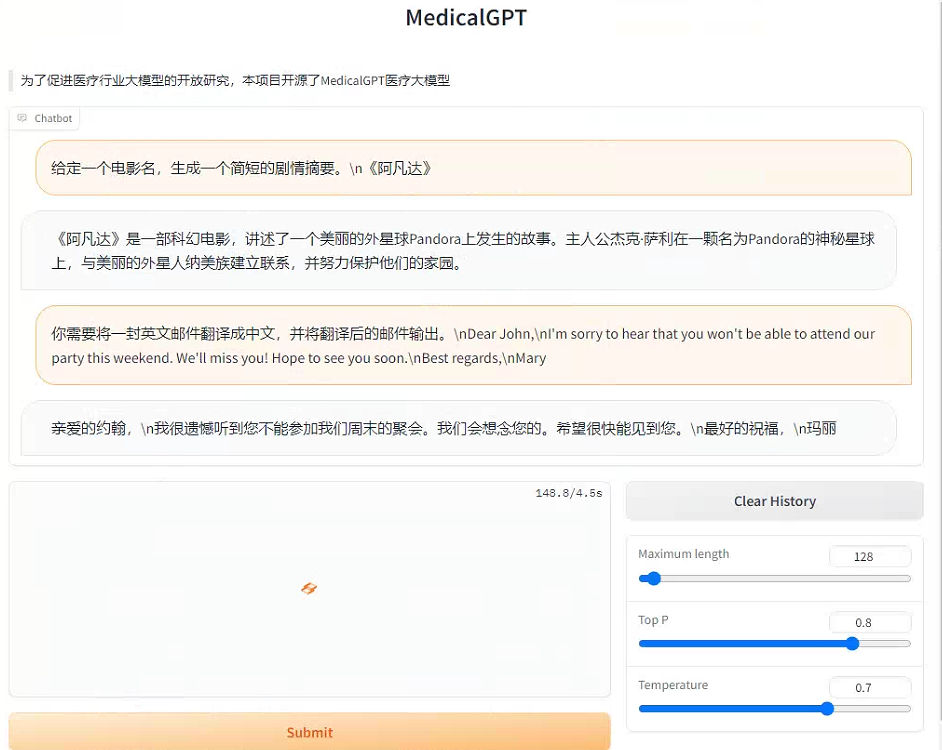 MedicalGPT
为了促进医疗行业大模型的开放研究，本项目开源了MedicalGPT医疗大模型
Chatbot
给定一个电影名，生成一个简短的剧情摘要。\n《阿凡达》
《阿凡达》是一部科幻电影，讲述了一个美丽的外星球Pandora上发生的故事。主人公杰克·萨利在一颗名为Pandora的神秘星球
上，与美丽的外星人纳美族建立联系，并努力保护他们的家园。
你需要将一封英文邮件翻译成中文，并将翻译后的邮件输出。\nDear John,\nI'm sorry to hear that you won't be able to attend our
party this weekend. We'll miss you! Hope to see you soon.\nBest regards,\nMary
亲爱的约翰，\n我很遗憾听到您不能参加我们周末的聚会。我们会想念您的。希望很快能见到您。\n最好的祝福，\n玛丽
148.8/4.5s
Clear History
Maximum length
128
Top P
0.8
Temperature
0.7
Submit